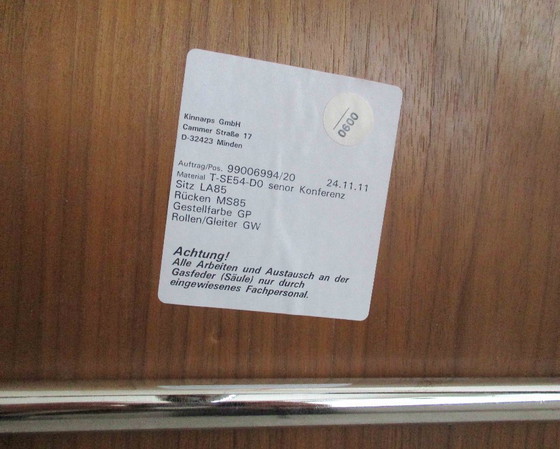 Kinnarps GmbH
Cammer Straße 17
D-32423 Minden
0600
Auftrag/Pos. 99006994/20 24.11.11
Material T-SE54-D0 senor Konferenz
Sitz LA85
Rücken MS85
Gestellfarbe GP
Rollen/Gleiter GW
Achtung!
Alle Arbeiten und Austausch an der
Gasfeder (Säule) nur durch
eingewiesenes Fachpersonal.